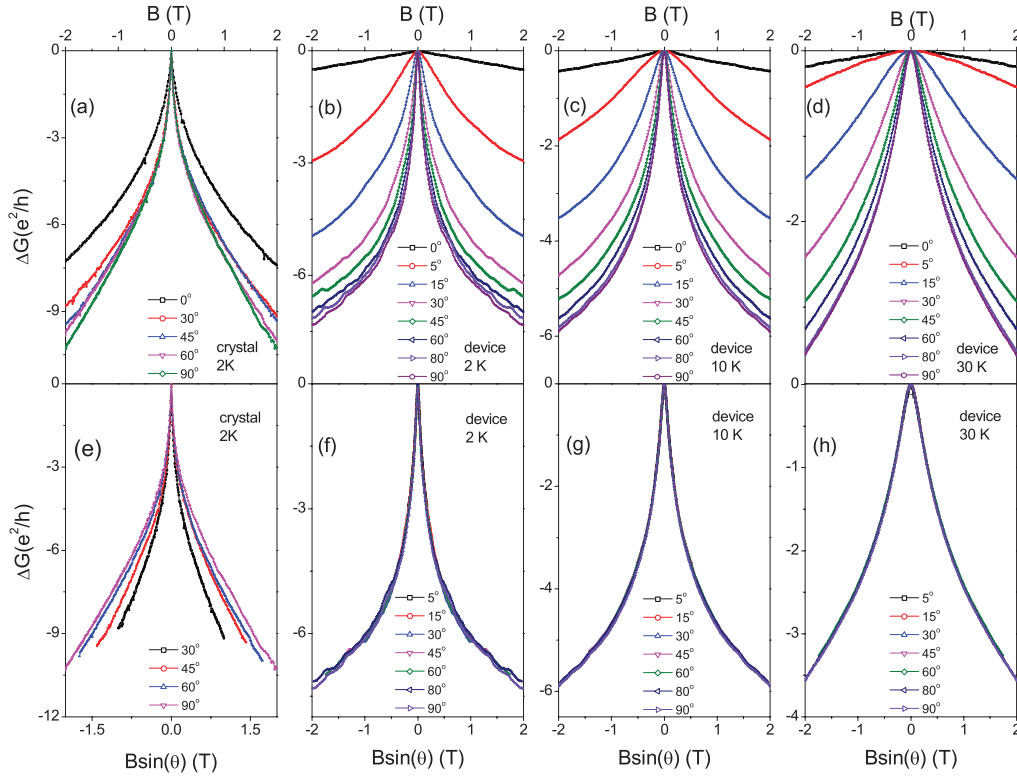 B (T)
B (T)
B (T)
B (T)
-2 -1 0.0 1 2
-2 -1 0 1 2
-2 -1 0 1 2
-2 -1 0 1 2
ΔG(e²/h)
0
-3
-6
-9
0
(a)
0°
30°
45°
60°
90°
crystal
2K
0
-3
-6
0
(b)
0°
5°
15°
30°
45°
60°
80°
90°
device
2 K
0
-2
-4
-6
0
(c)
0°
5°
15°
30°
45°
60°
80°
90°
device
10 K
0
-2
0
(d)
0°
5°
15°
30°
45°
60°
80°
90°
device
30 K
ΔG(e²/h)
-3
-6
-9
-12
(e)
crystal
2K
30°
45°
60°
90°
-1.5 0.0 1.5
Bsin(θ) (T)
-3
-6
(f)
device
2 K
5°
15°
30°
45°
60°
80°
90°
-2 -1 0 1 2
Bsin(θ) (T)
-2
-4
-6
(g)
device
10 K
5°
15°
30°
45°
60°
80°
90°
-2 -1 0 1 2
Bsin(θ) (T)
-1
-2
-3
-4
(h)
device
30 K
5°
15°
30°
45°
60°
80°
90°
-2 -1 0 1 2
Bsin(θ) (T)